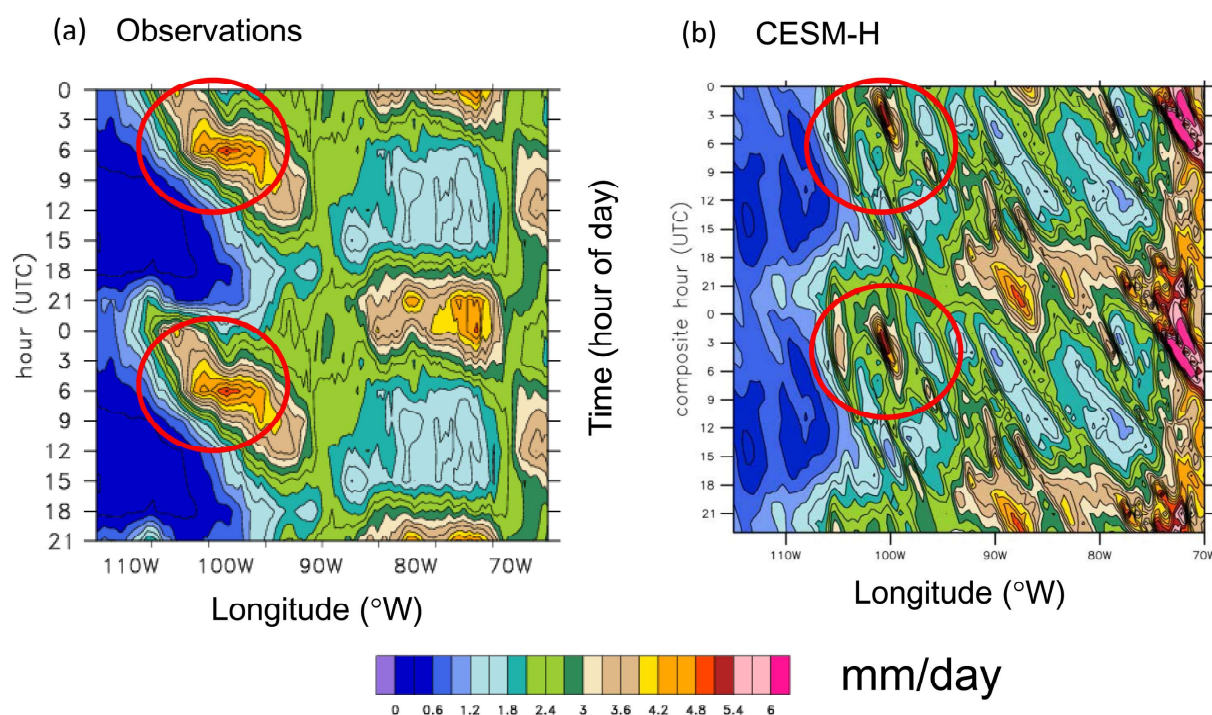 (a) Observations
(b) CESM-H
0
3
6
9
12
15
18
21
0
3
6
9
12
15
18
21
hour (UTC)
110W 100W 90W 80W 70W
Longitude (°W)
Time (hour of day)
0
3
6
9
12
15
18
21
0
3
6
9
12
15
18
21
composite hour (UTC)
110W 100W 90W 80W 70W
Longitude (°W)
0 0.6 1.2 1.8 2.4 3 3.6 4.2 4.8 5.4 6
mm/day